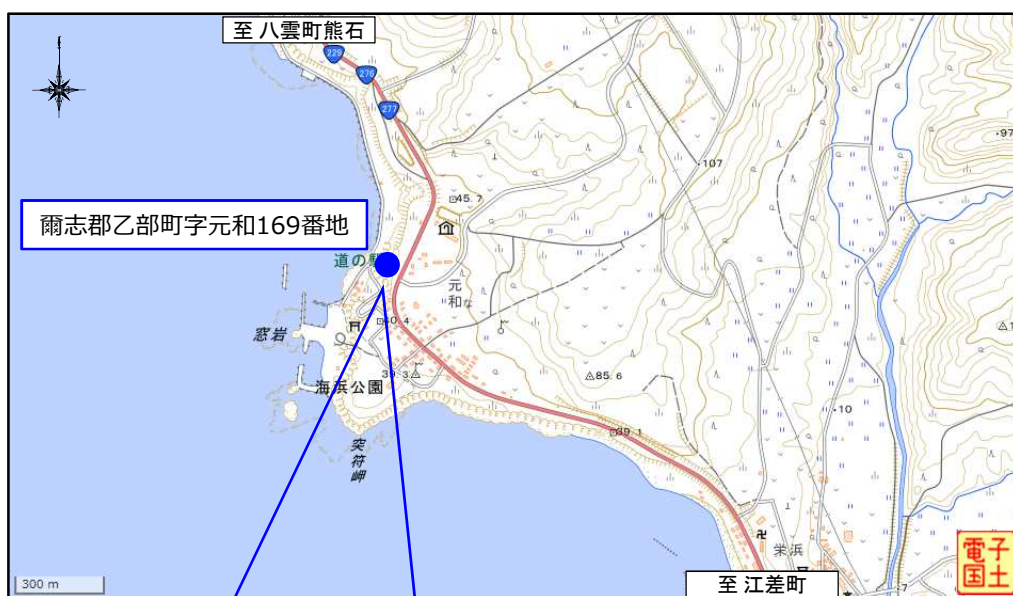 至 八雲町熊石
229
276
277
97
107
45.7
爾志郡乙部町字元和169番地
道の駅
元和
な
40.4
窓岩
39.3
85.6
海浜公園
10
39.1
突符岬
栄浜
300 m
至 江差町
7
電子
国土